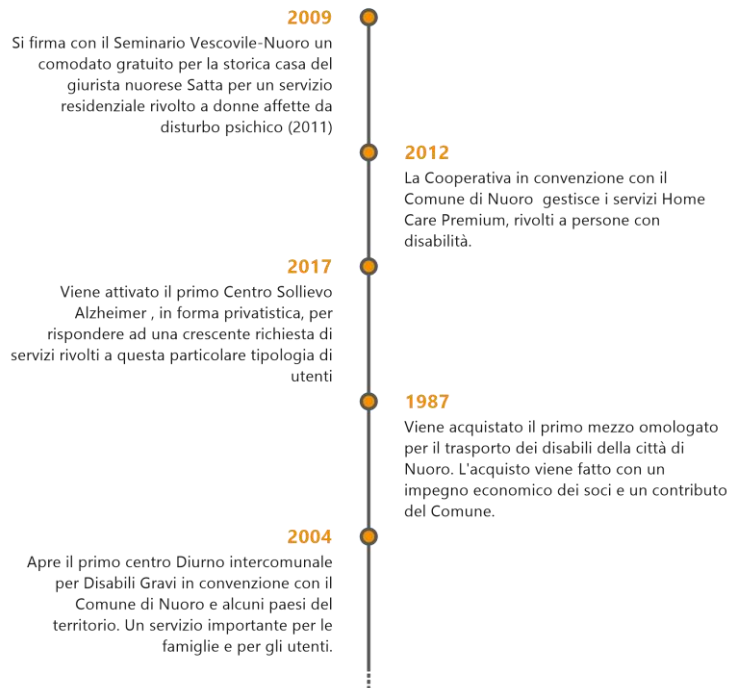 2009
Si firma con il Seminario Vescovile-Nuoro un
comodato gratuito per la storica casa del
giurista nuorese Satta per un servizio
residenziale rivolto a donne affette da
disturbo psichico (2011)
2012
La Cooperativa in convenzione con il
Comune di Nuoro  gestisce i servizi Home
Care Premium, rivolti a persone con
disabilità.
2017
Viene attivato il primo Centro Sollievo
Alzheimer , in forma privatistica, per
rispondere ad una crescente richiesta di
servizi rivolti a questa particolare tipologia di
utenti
1987
Viene acquistato il primo mezzo omologato
per il trasporto dei disabili della città di
Nuoro. L'acquisto viene fatto con un
impegno economico dei soci e un contributo
del Comune.
2004
Apre il primo centro Diurno intercomunale
per Disabili Gravi in convenzione con il
Comune di Nuoro e alcuni paesi del
territorio. Un servizio importante per le
famiglie e per gli utenti.